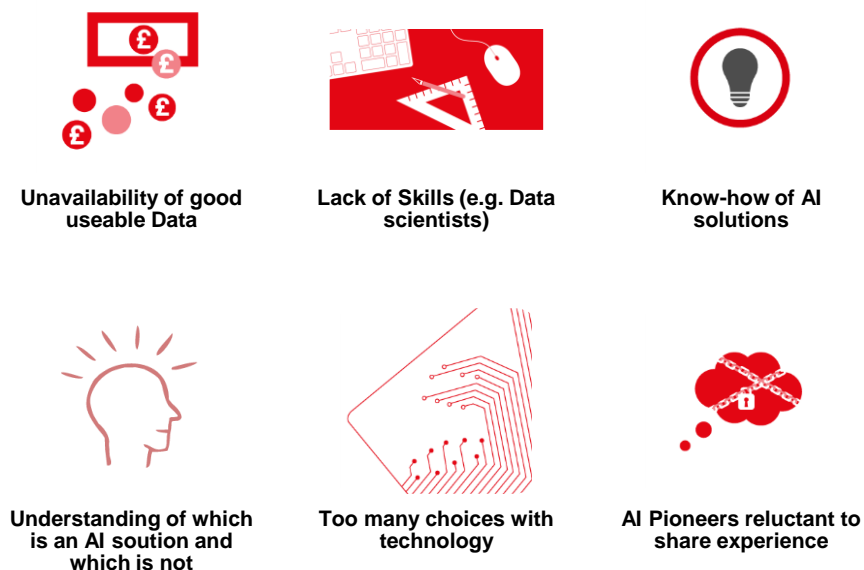 £
£
£
£
Unavailability of good
useable Data
Lack of Skills (e.g. Data
scientists)
Know-how of AI
solutions
Understanding of which
is an AI soution and
which is not
Too many choices with
technology
AI Pioneers reluctant to
share experience